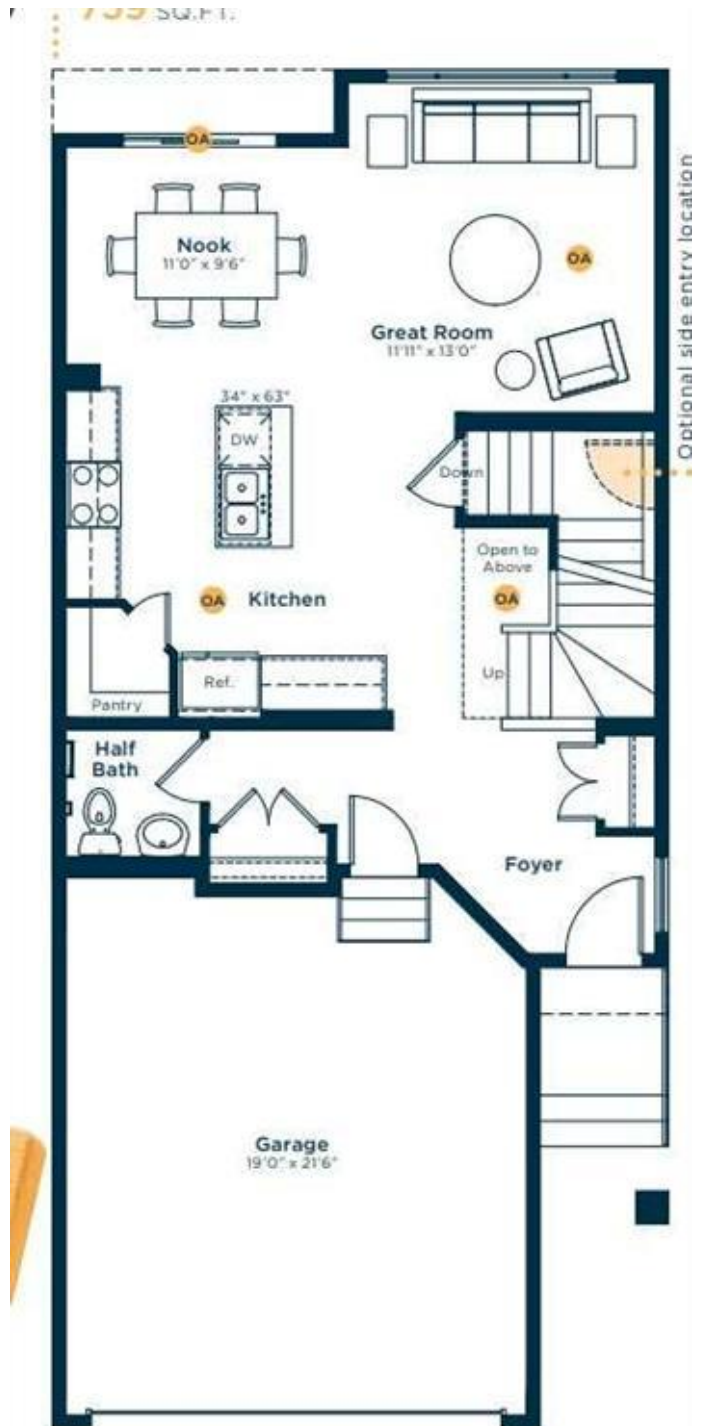 739 SQ.FT.
OA
Nook
11'0" x 9'6"
OA
Great Room
11'11" x 13'0"
Optional side entry location
34" x 63"
DW
Down
Open to
Above
OA
OA
Kitchen
Up
Ref.
Pantry
Half
Bath
Foyer
Garage
19'0" x 21'6"